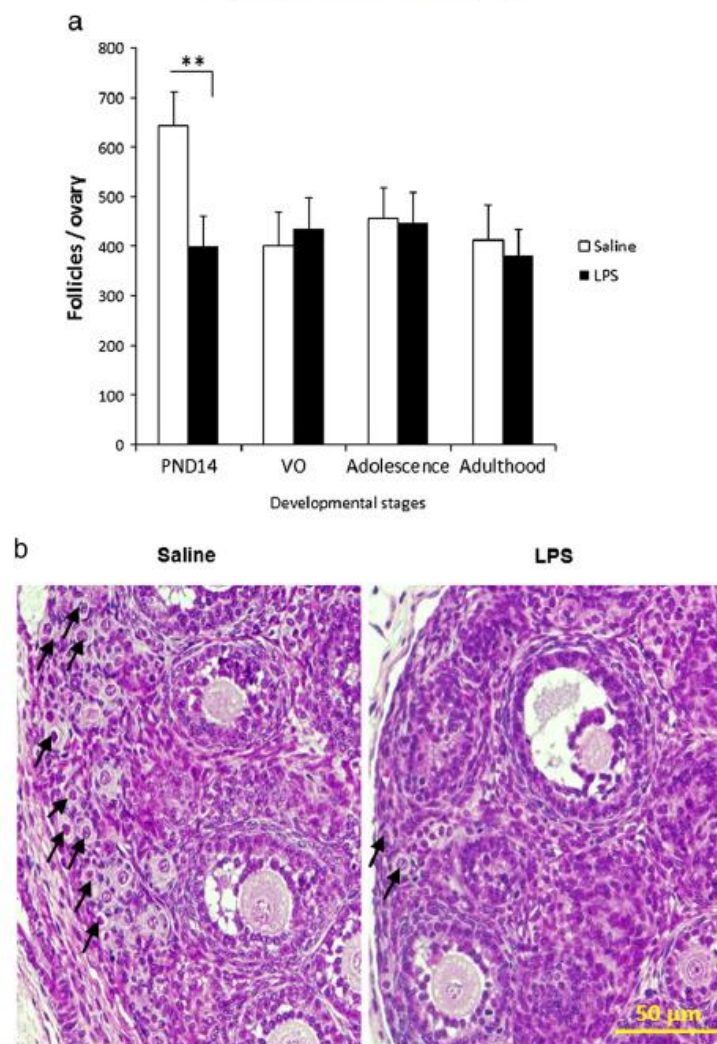 a
800
700
600
500
400
300
200
100
0
**
Follicles / ovary
Saline
LPS
PND14 VO Adolescence Adulthood
Developmental stages
b
Saline LPS
50 µm